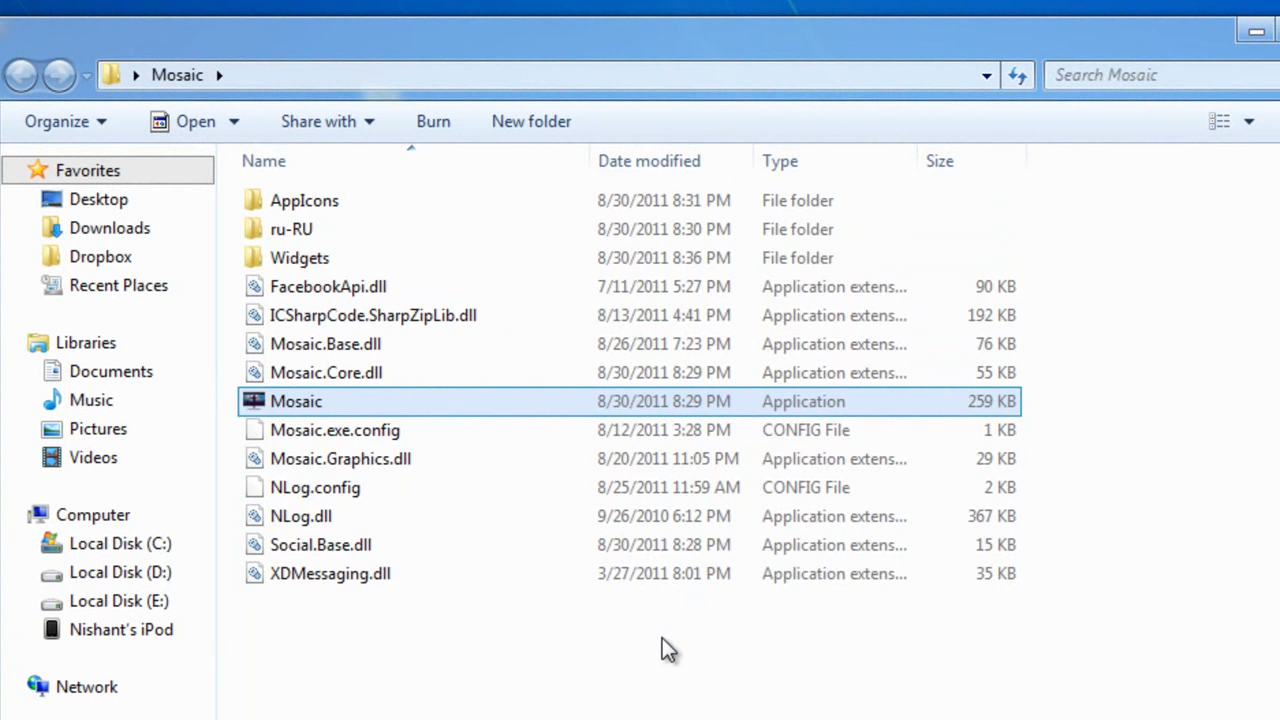 Mosaic
Search Mosaic
Organize Open Share with Burn New folder
Name Date modified Type Size
Favorites
Desktop
Downloads
Dropbox
Recent Places
Libraries
Documents
Music
Pictures
Videos
Computer
Local Disk (C:)
Local Disk (D:)
Local Disk (E:)
Nishant's iPod
Network
AppIcons 8/30/2011 8:31 PM File folder
ru-RU 8/30/2011 8:30 PM File folder
Widgets 8/30/2011 8:36 PM File folder
FacebookApi.dll 7/11/2011 5:27 PM Application extens... 90 KB
ICSharpCode.SharpZipLib.dll 8/13/2011 4:41 PM Application extens... 192 KB
Mosaic.Base.dll 8/26/2011 7:23 PM Application extens... 76 KB
Mosaic.Core.dll 8/30/2011 8:29 PM Application extens... 55 KB
Mosaic 8/30/2011 8:29 PM Application 259 KB
Mosaic.exe.config 8/12/2011 3:28 PM CONFIG File 1 KB
Mosaic.Graphics.dll 8/20/2011 11:05 PM Application extens... 29 KB
NLog.config 8/25/2011 11:59 AM CONFIG File 2 KB
NLog.dll 9/26/2010 6:12 PM Application extens... 367 KB
Social.Base.dll 8/30/2011 8:28 PM Application extens... 15 KB
XDMessaging.dll 3/27/2011 8:01 PM Application extens... 35 KB